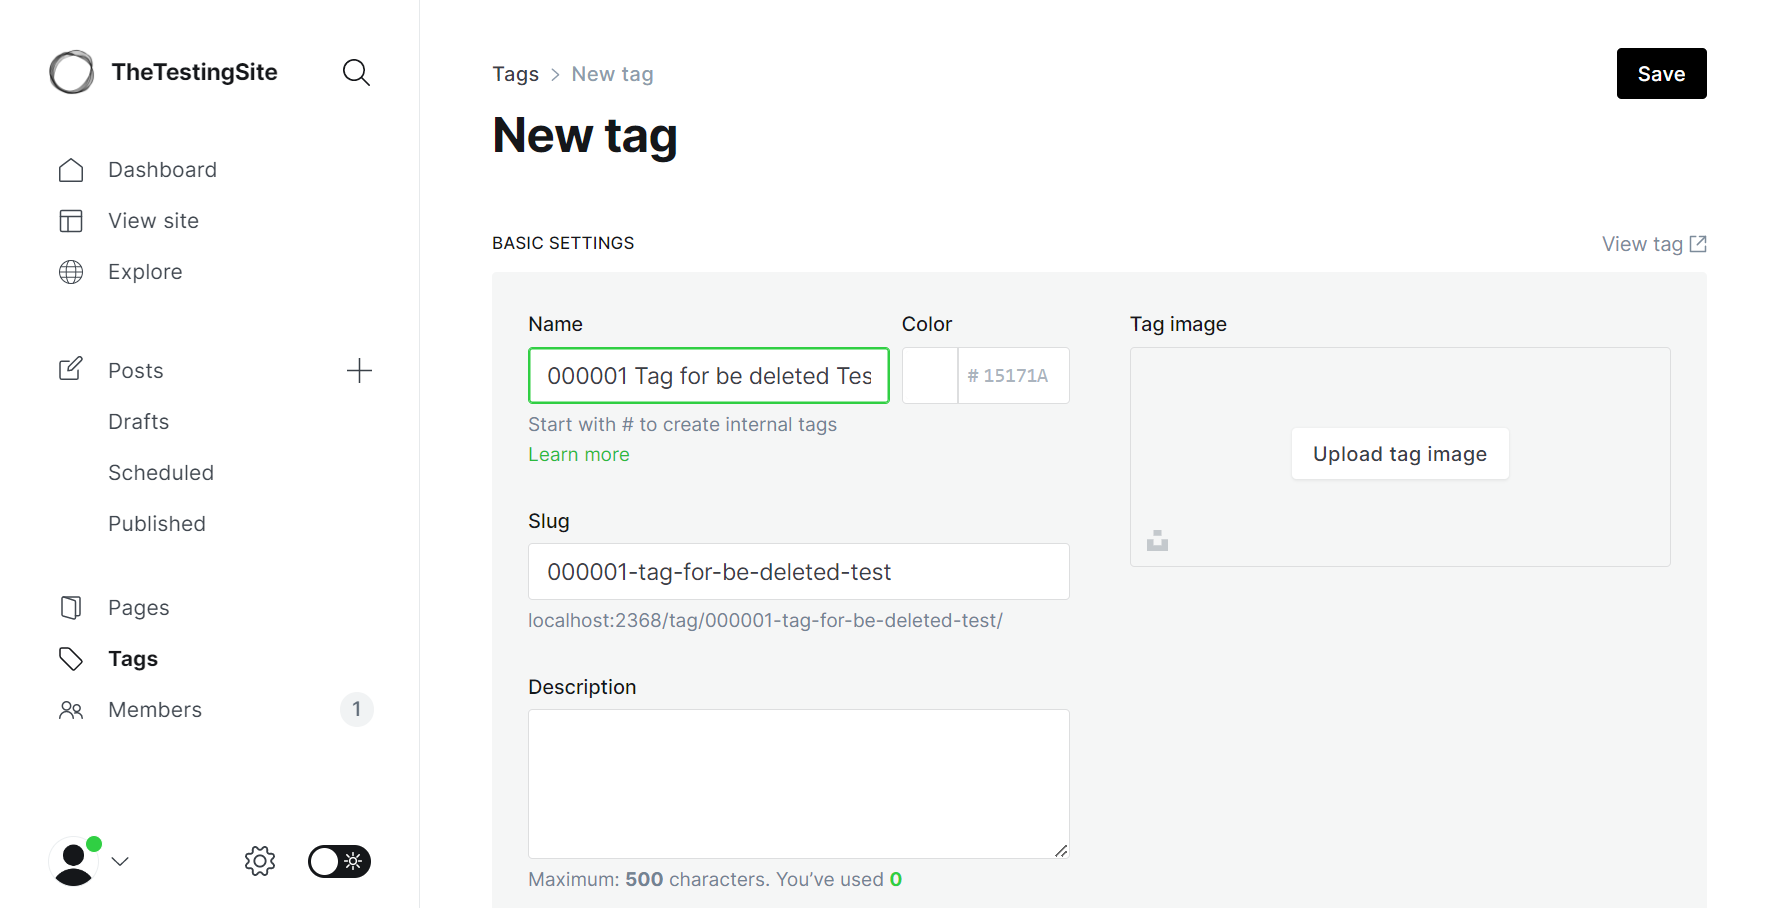 TheTestingSite
Dashboard
View site
Explore
Posts
Drafts
Scheduled
Published
Pages
Tags
Members
1
Tags > New tag
Save
New tag
BASIC SETTINGS
View tag
Name
000001 Tag for be deleted Tes
Start with # to create internal tags
Learn more
Color
# 15171A
Slug
000001-tag-for-be-deleted-test
localhost:2368/tag/000001-tag-for-be-deleted-test/
Description
Maximum: 500 characters. You’ve used 0
Tag image
Upload tag image